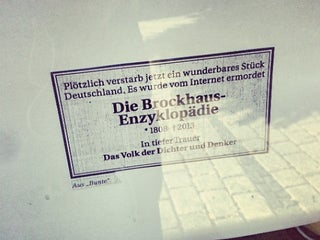 Plötzlich verstarb jetzt ein wunderbares Stück
Deutschland. Es wurde vom Internet ermordet
Die Brockhaus-
Enzyklopädie
* 1808 † 2013
In tiefer Trauer
Das Volk der Dichter und Denker
Aus „Bunte“